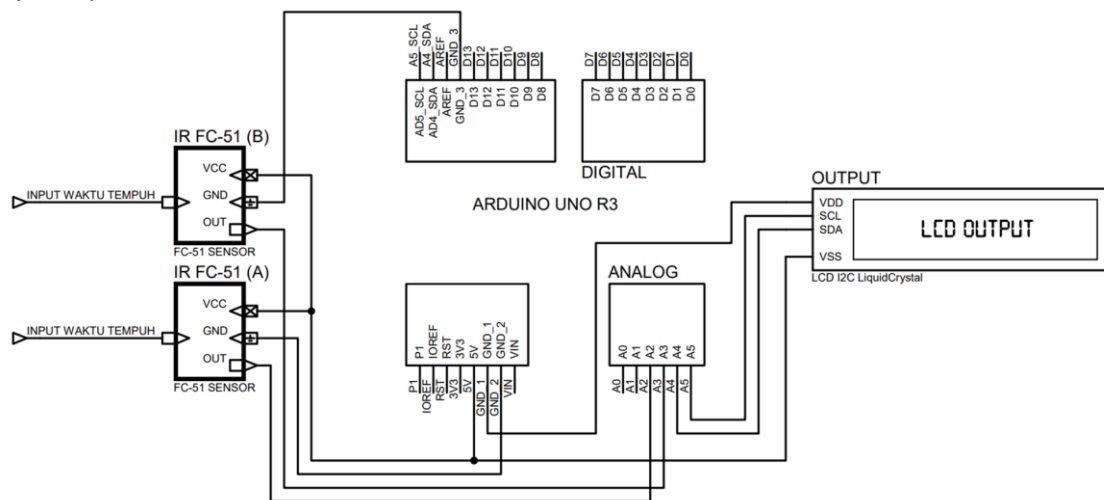 A5_SCL
A4_SDA
AREF
GND_3
D13
D12
D11
D10
D9
D8
AD5_SCL
AD4_SDA
AREF
GND_3
D13
D12
D11
D10
D9
D8
D7
D6
D5
D4
D3
D2
D1
D0
D7
D6
D5
D4
D3
D2
D1
D0
DIGITAL
IR FC-51 (B)
VCC
GND
OUT
INPUT WAKTU TEMPUH
FC-51 SENSOR
ARDUINO UNO R3
OUTPUT
VDD
SCL
SDA
VSS
LCD OUTPUT
LCD I2C LiquidCrystal
IR FC-51 (A)
VCC
GND
OUT
INPUT WAKTU TEMPUH
FC-51 SENSOR
P1
IOREF
RST
3V3
5V
GND_1
GND_2
VIN
P1
IOREF
RST
3V3
5V
GND_1
GND_2
VIN
ANALOG
A0
A1
A2
A3
A4
A5
A0
A1
A2
A3
A4
A5